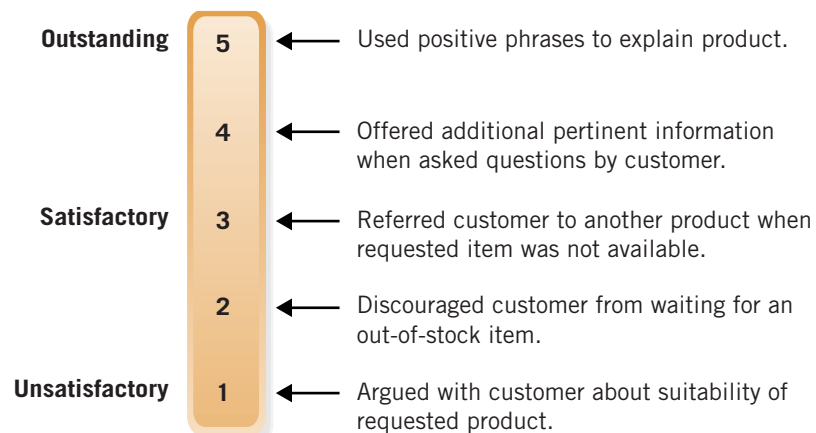 Outstanding 5 Used positive phrases to explain product.
4 Offered additional pertinent information
when asked questions by customer.
Satisfactory 3 Referred customer to another product when
requested item was not available.
2 Discouraged customer from waiting for an
out-of-stock item.
Unsatisfactory 1 Argued with customer about suitability of
requested product.